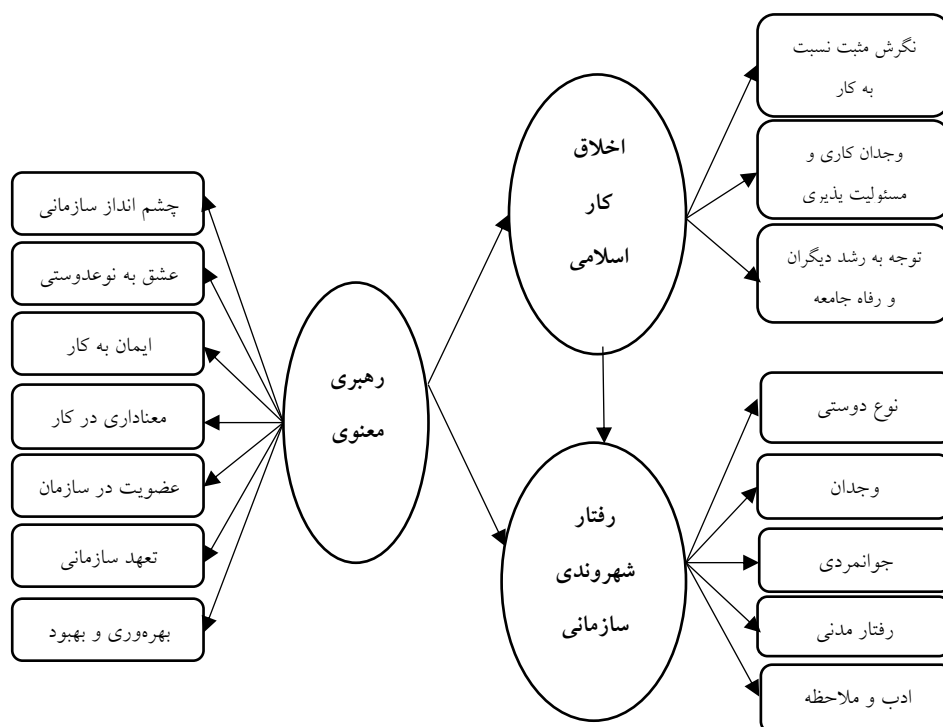 نگرش مثبت نسبت
به کار
وجدان کاری و
مسئولیت پذیری
توجه به رشد دیگران
و رفاه جامعه
اخلاق
کار
اسلامی
چشم انداز سازمانی
عشق به نوعدوستی
ایمان به کار
معناداری در کار
عضویت در سازمان
تعهد سازمانی
بهره‌وری و بهبود
رهبری
معنوی
رفتار
شهروندی
سازمانی
نوع دوستی
وجدان
جوانمردی
رفتار مدنی
ادب و ملاحظه